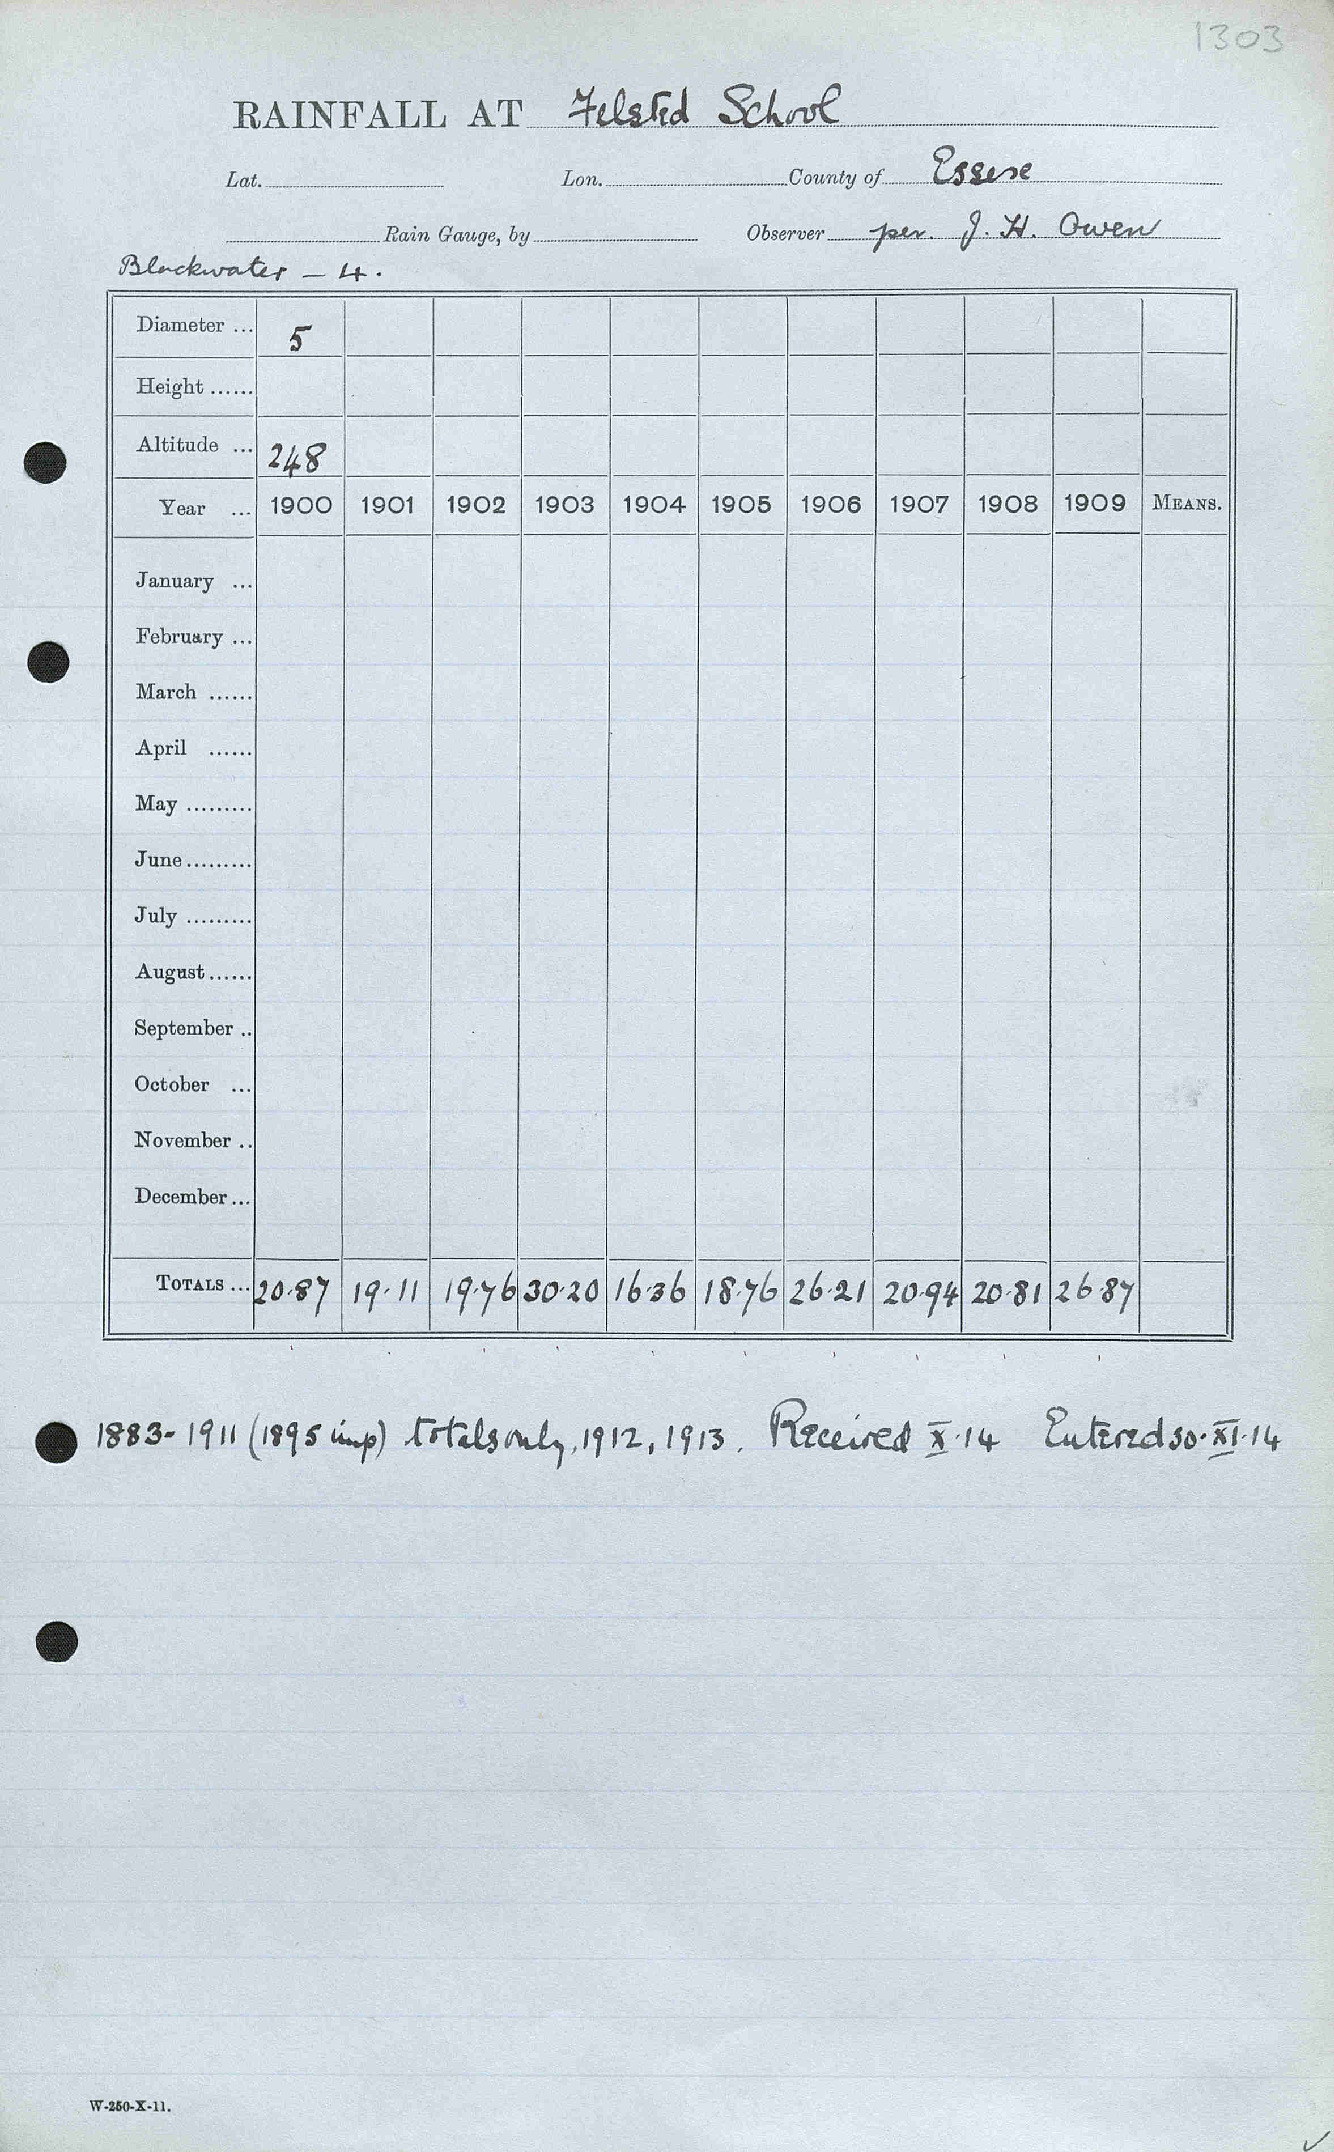 1303
RAINFALL AT Felsted School
Lat. Lon. County of Essex
Rain Gauge, by Observer per. J. H. Owen
Blackwater – 4.
Diameter ... 5
Height ......
Altitude ... 248
Year ... 1900 1901 1902 1903 1904 1905 1906 1907 1908 1909 MEANS.
January ...
February ...
March ......
April ......
May .........
June .........
July .........
August ......
September ..
October ...
November ..
December ...
TOTALS ... 20·87 19·11 19·76 30·20 16·36 18·76 26·21 20·94 20·81 26·87
1883-1911 (1895 imp) totals only, 1912, 1913. Received X·14 Entered 30·XI·14
W-250-X-11.